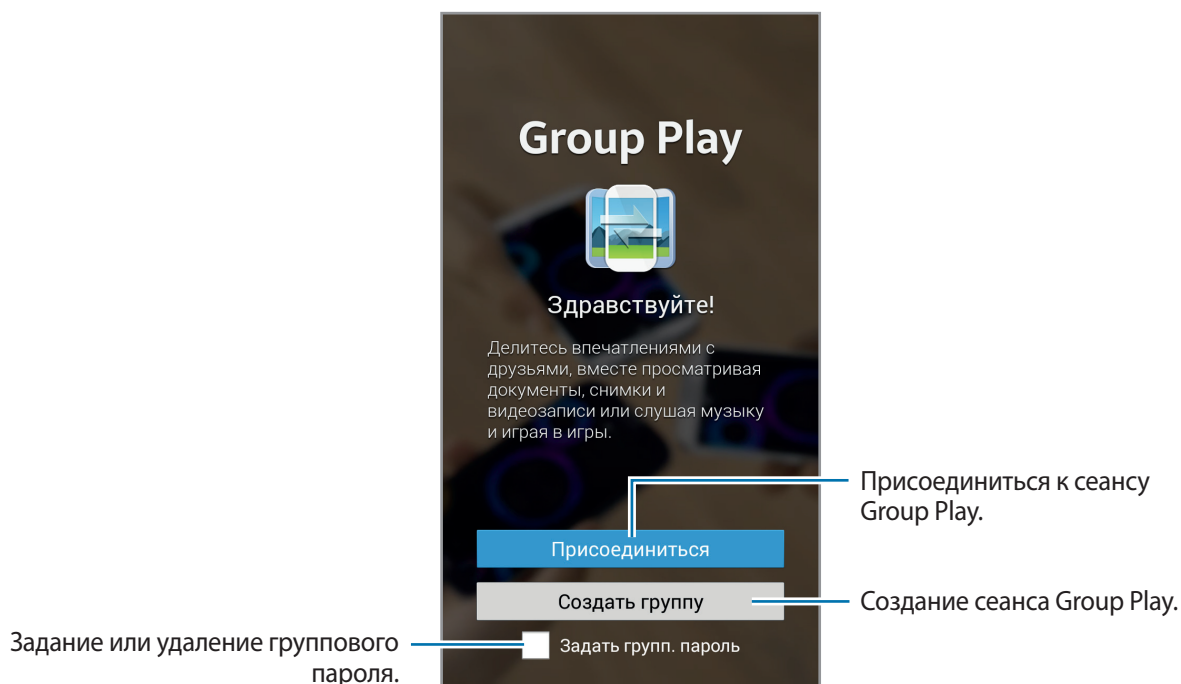 Group Play
Здравствуйте!
Делитесь впечатлениями с
друзьями, вместе просматривая
документы, снимки и
видеозаписи или слушая музыку
и играя в игры.
Присоединиться к сеансу
Group Play.
Присоединиться
Создать группу
Создание сеанса Group Play.
Задание или удаление группового
пароля.
Задать групп. пароль